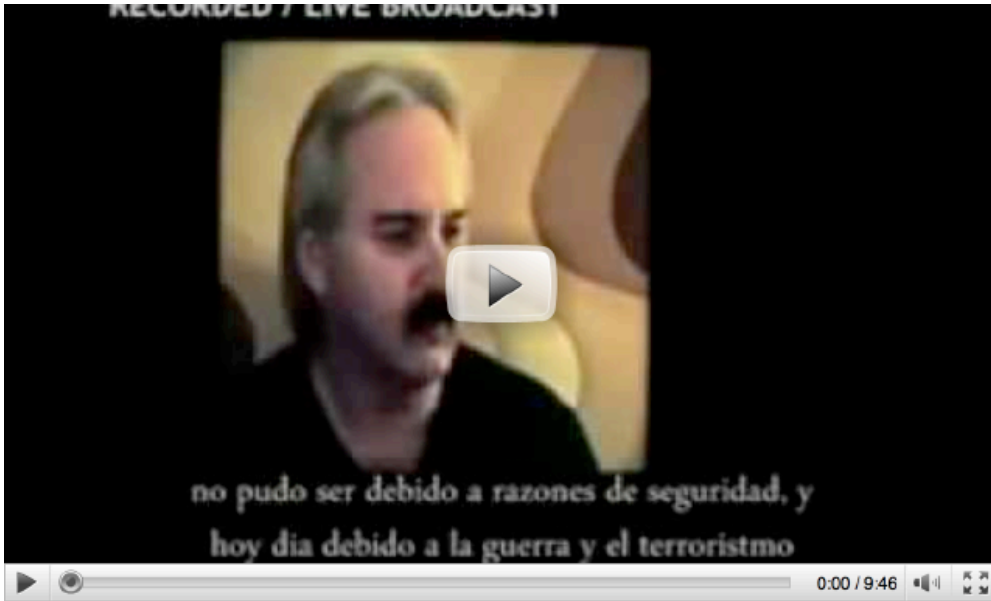 RECORDED / LIVE BROADCAST
no pudo ser debido a razones de seguridad, y
hoy dia debido a la guerra y el terroristmo
0:00 / 9:46